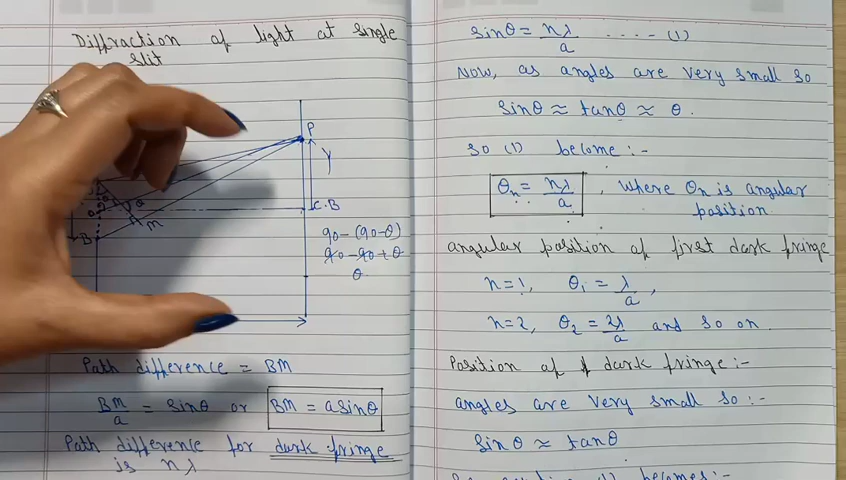 Diffraction of light at single
slit
P
Y
C.B
θ
θ
M
B
90-(90-θ)
90-90+θ
θ
Path difference = BM
BM/a = sinθ or BM = asinθ
Path difference for dark fringe
is nλ
sinθ = nλ/a ---- (1)
Now, as angles are very small so
sinθ ≈ tanθ ≈ θ.
so (1) become:-
θn = nλ/a , where θn is angular
position
angular position of first dark fringe
n=1, θ1 = λ/a,
n=2, θ2 = 2λ/a and so on.
Position of dark fringe:-
angles are very small so:-
sinθ ≈ tanθ
(1) becomes:-